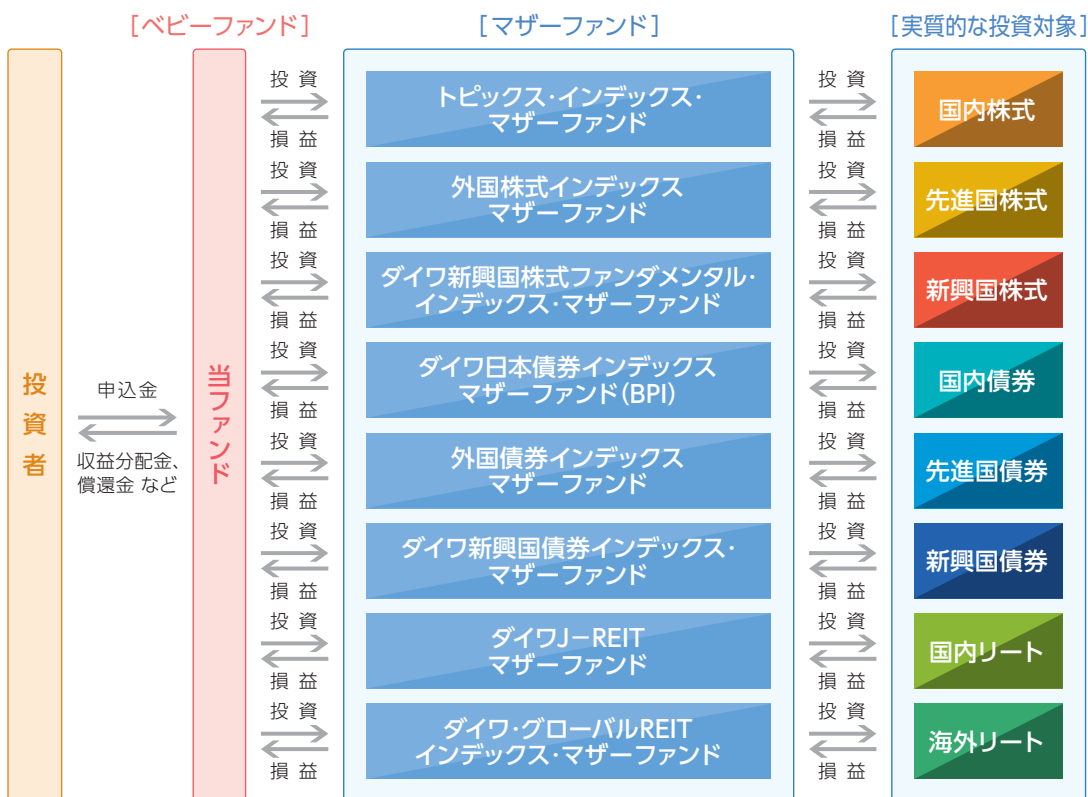 [ベビーファンド]
[マザーファンド]
[実質的な投資対象]
投資者
申込金
収益分配金、
償還金 など
当ファンド
投 資
損 益
トピックス・インデックス・
マザーファンド
投 資
損 益
国内株式
投 資
損 益
外国株式インデックス
マザーファンド
投 資
損 益
先進国株式
投 資
損 益
ダイワ新興国株式ファンダメンタル・
インデックス・マザーファンド
投 資
損 益
新興国株式
投 資
損 益
ダイワ日本債券インデックス
マザーファンド(BPI)
投 資
損 益
国内債券
投 資
損 益
外国債券インデックス
マザーファンド
投 資
損 益
先進国債券
投 資
損 益
ダイワ新興国債券インデックス・
マザーファンド
投 資
損 益
新興国債券
投 資
損 益
ダイワJ-REIT
マザーファンド
投 資
損 益
国内リート
投 資
損 益
ダイワ・グローバルREIT
インデックス・マザーファンド
投 資
損 益
海外リート